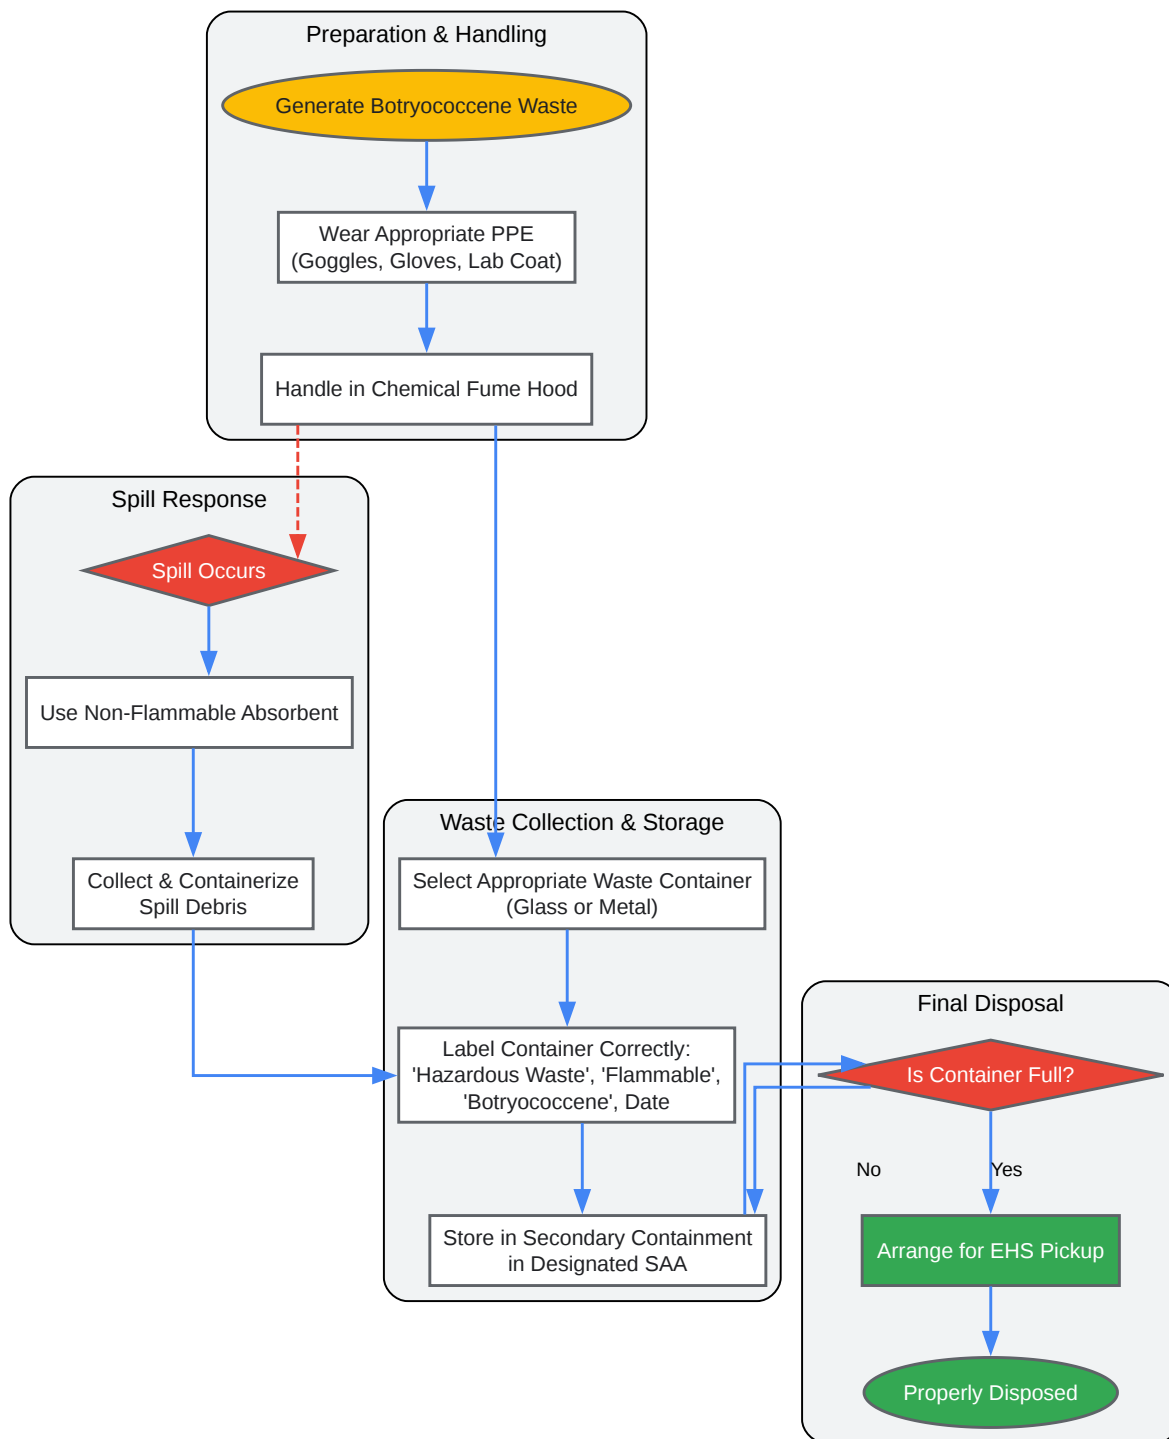 Preparation & Handling
Generate Botryococcene Waste
Wear Appropriate PPE
(Goggles, Gloves, Lab Coat)
Handle in Chemical Fume Hood
Spill Response
Spill Occurs
Use Non-Flammable Absorbent
Collect & Containerize
Spill Debris
Waste Collection & Storage
Select Appropriate Waste Container
(Glass or Metal)
Label Container Correctly:
'Hazardous Waste', 'Flammable',
'Botryococcene', Date
Store in Secondary Containment
in Designated SAA
Final Disposal
Is Container Full?
No
Yes
Arrange for EHS Pickup
Properly Disposed